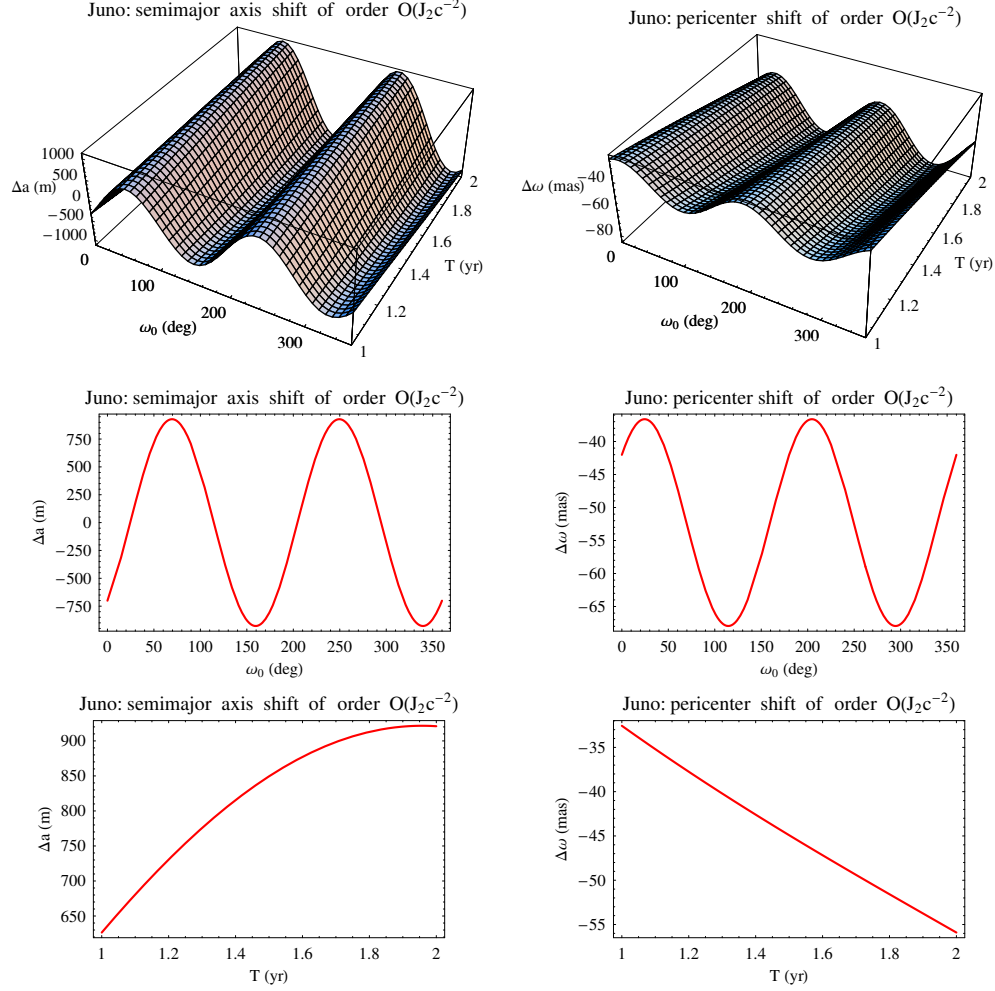 Juno: semimajor axis shift of order O(J₂c⁻²)
1000
500
0
−500
−1000
Δa (m)
0
100
200
300
ω₀ (deg)
1
1.2
1.4
1.6
1.8
2
T (yr)
Juno: pericenter shift of order O(J₂c⁻²)
−40
−60
−80
Δω (mas)
0
100
200
300
ω₀ (deg)
1
1.2
1.4
1.6
1.8
2
T (yr)
Juno: semimajor axis shift of order O(J₂c⁻²)
750
500
250
0
−250
−500
−750
Δa (m)
0 50 100 150 200 250 300 350
ω₀ (deg)
Juno: pericenter shift of order O(J₂c⁻²)
−40
−45
−50
−55
−60
−65
Δω (mas)
0 50 100 150 200 250 300 350
ω₀ (deg)
Juno: semimajor axis shift of order O(J₂c⁻²)
900
850
800
750
700
650
Δa (m)
1 1.2 1.4 1.6 1.8 2
T (yr)
Juno: pericenter shift of order O(J₂c⁻²)
−35
−40
−45
−50
−55
Δω (mas)
1 1.2 1.4 1.6 1.8 2
T (yr)